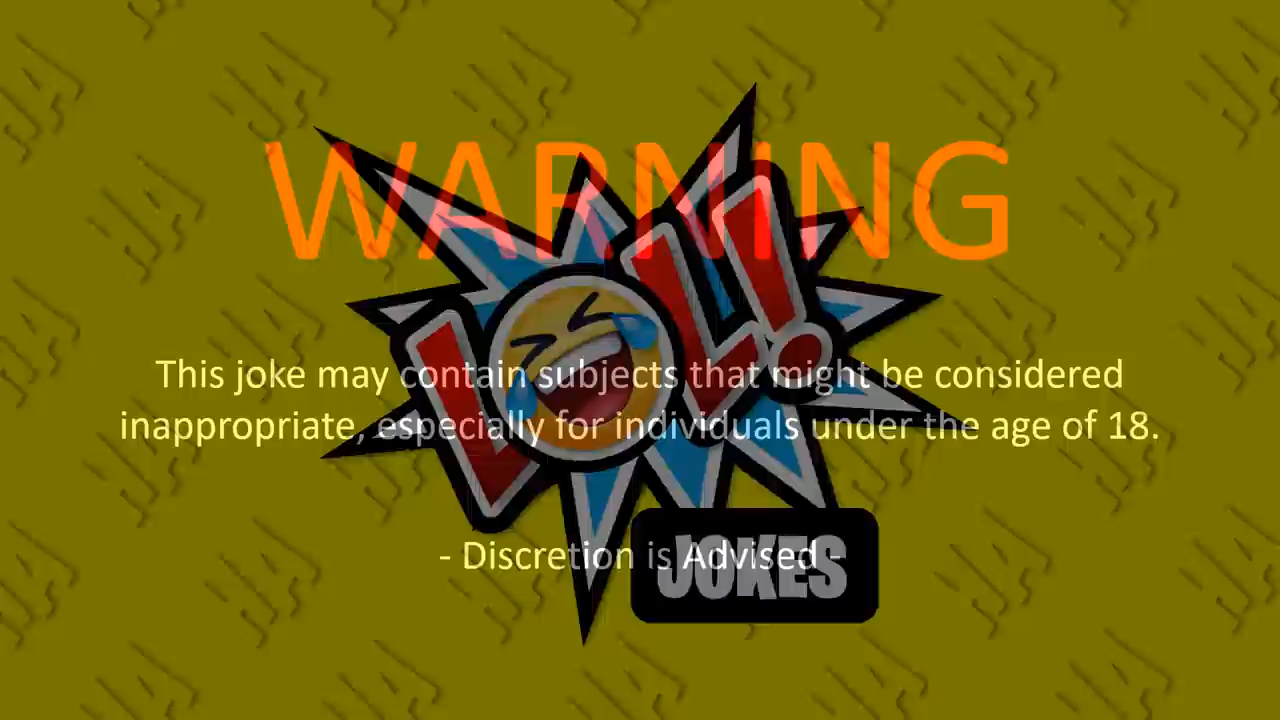 WARNING
LOL!
This joke may contain subjects that might be considered
inappropriate, especially for individuals under the age of 18.
- Discretion is Advised -
JOKES